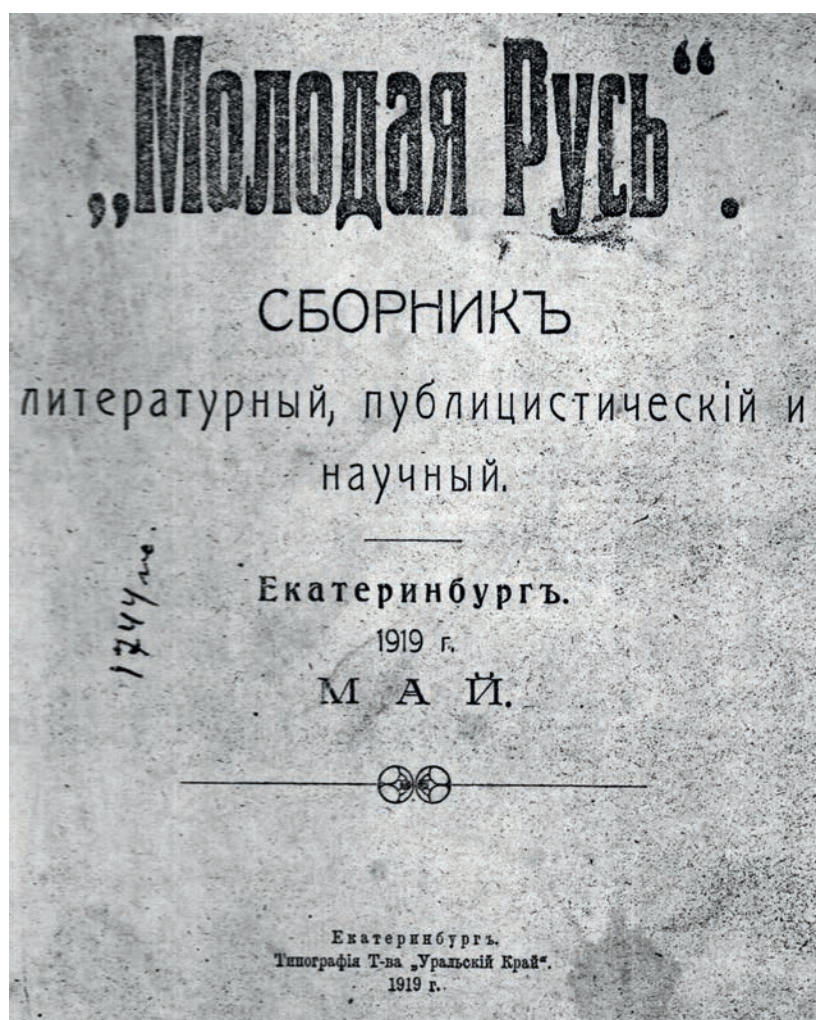 „Молодая Русь“.
СБОРНИКЪ
литературный, публицистическій и
научный.
Екатеринбургъ.
1919 г.
МАЙ.
Екатеринбургъ.
Типографія Т-ва „Уральскій Край“.
1919 г.